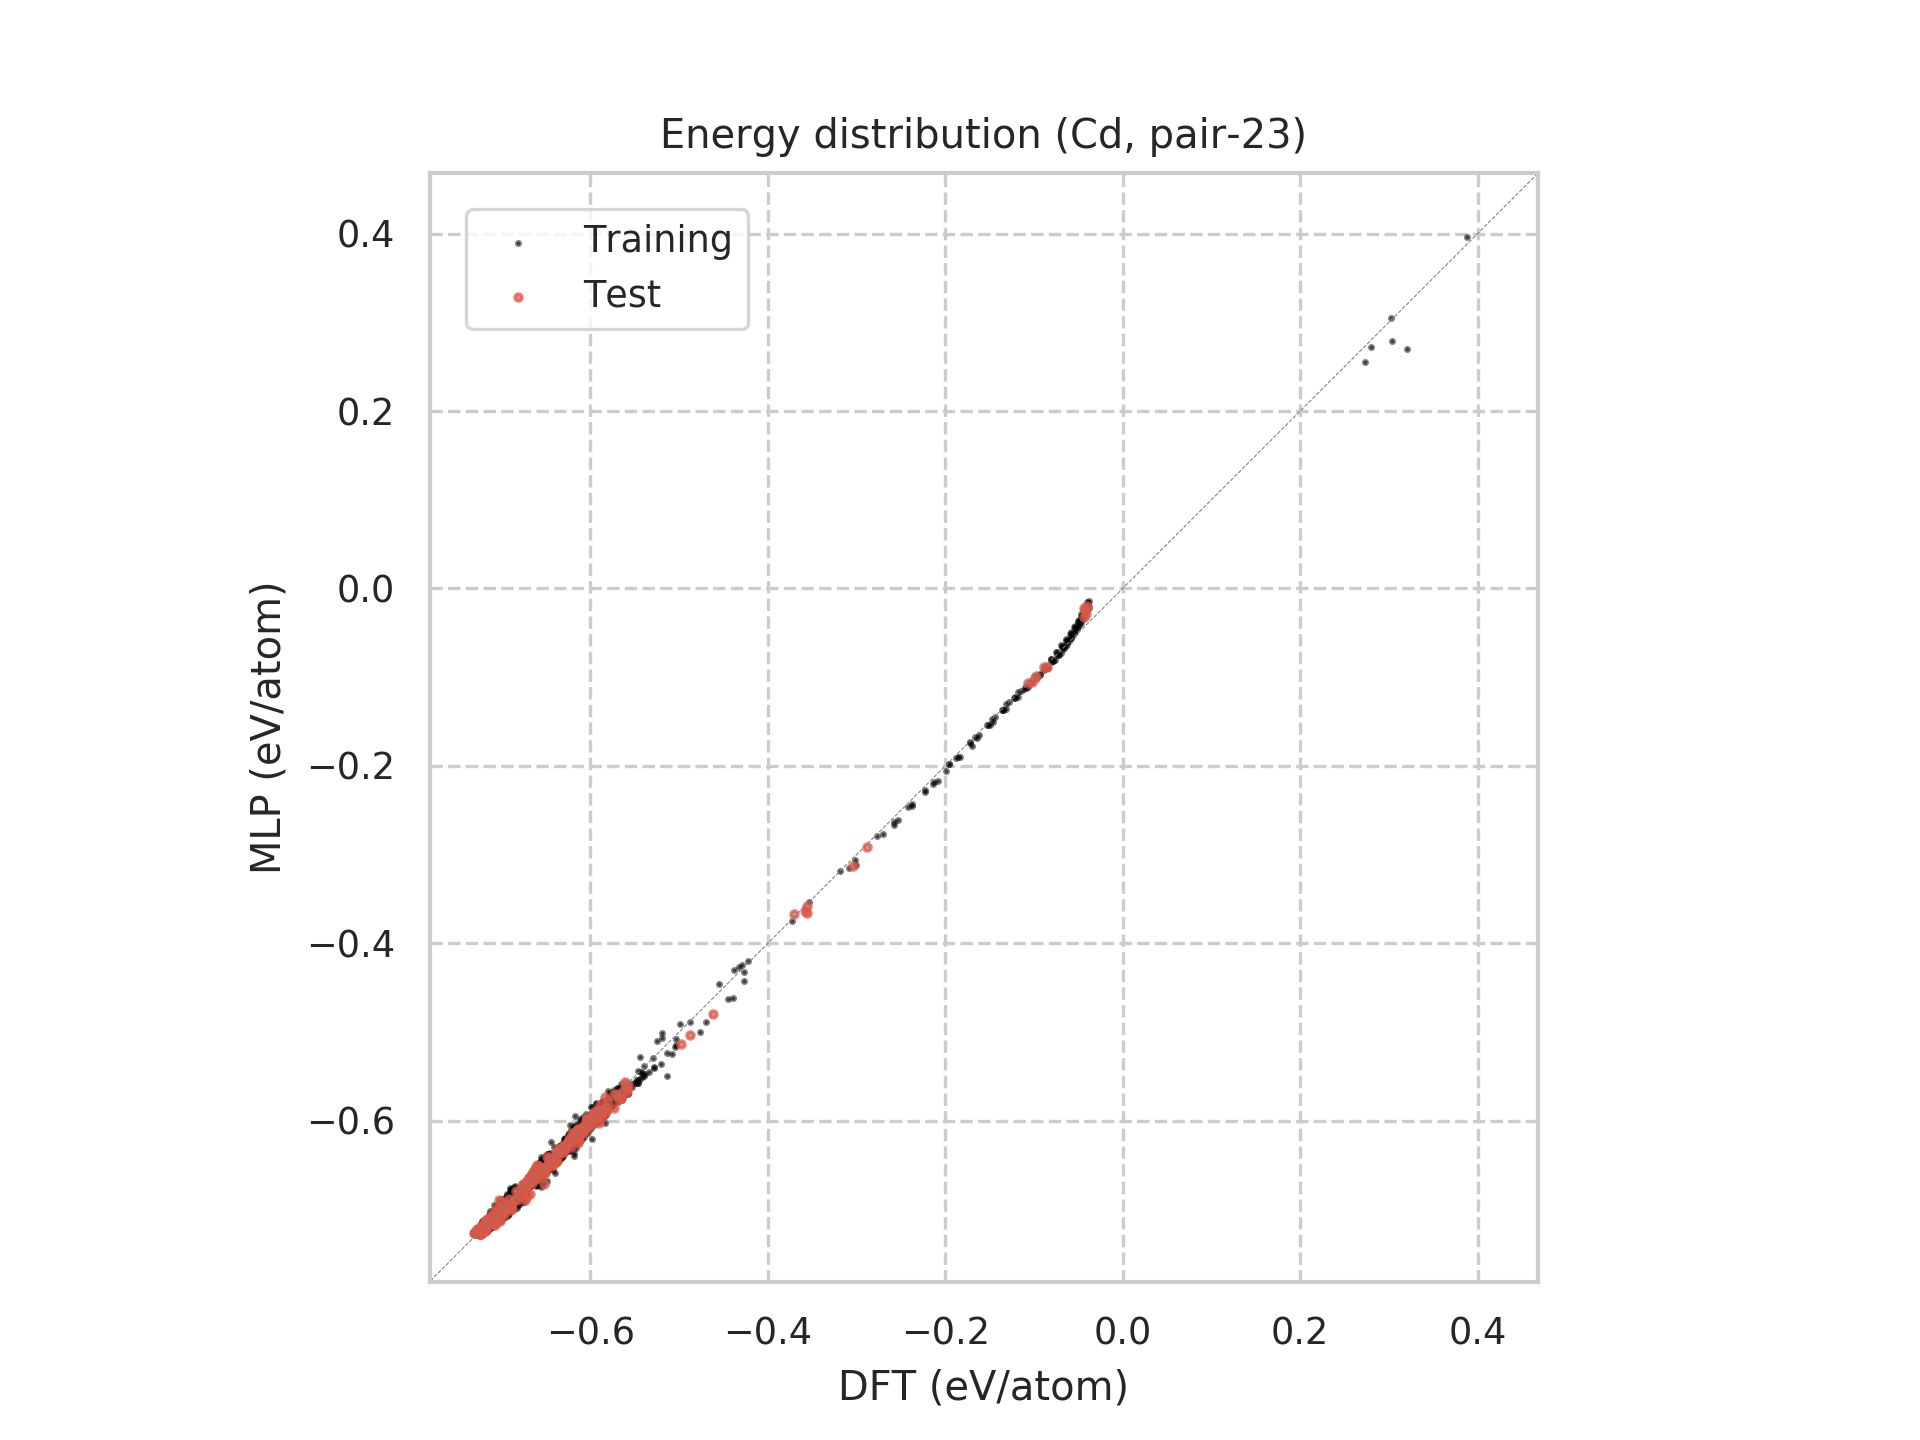 Energy distribution (Cd, pair-23)
Training
Test
0.4
0.2
0.0
−0.2
−0.4
−0.6
MLP (eV/atom)
−0.6 −0.4 −0.2 0.0 0.2 0.4
DFT (eV/atom)